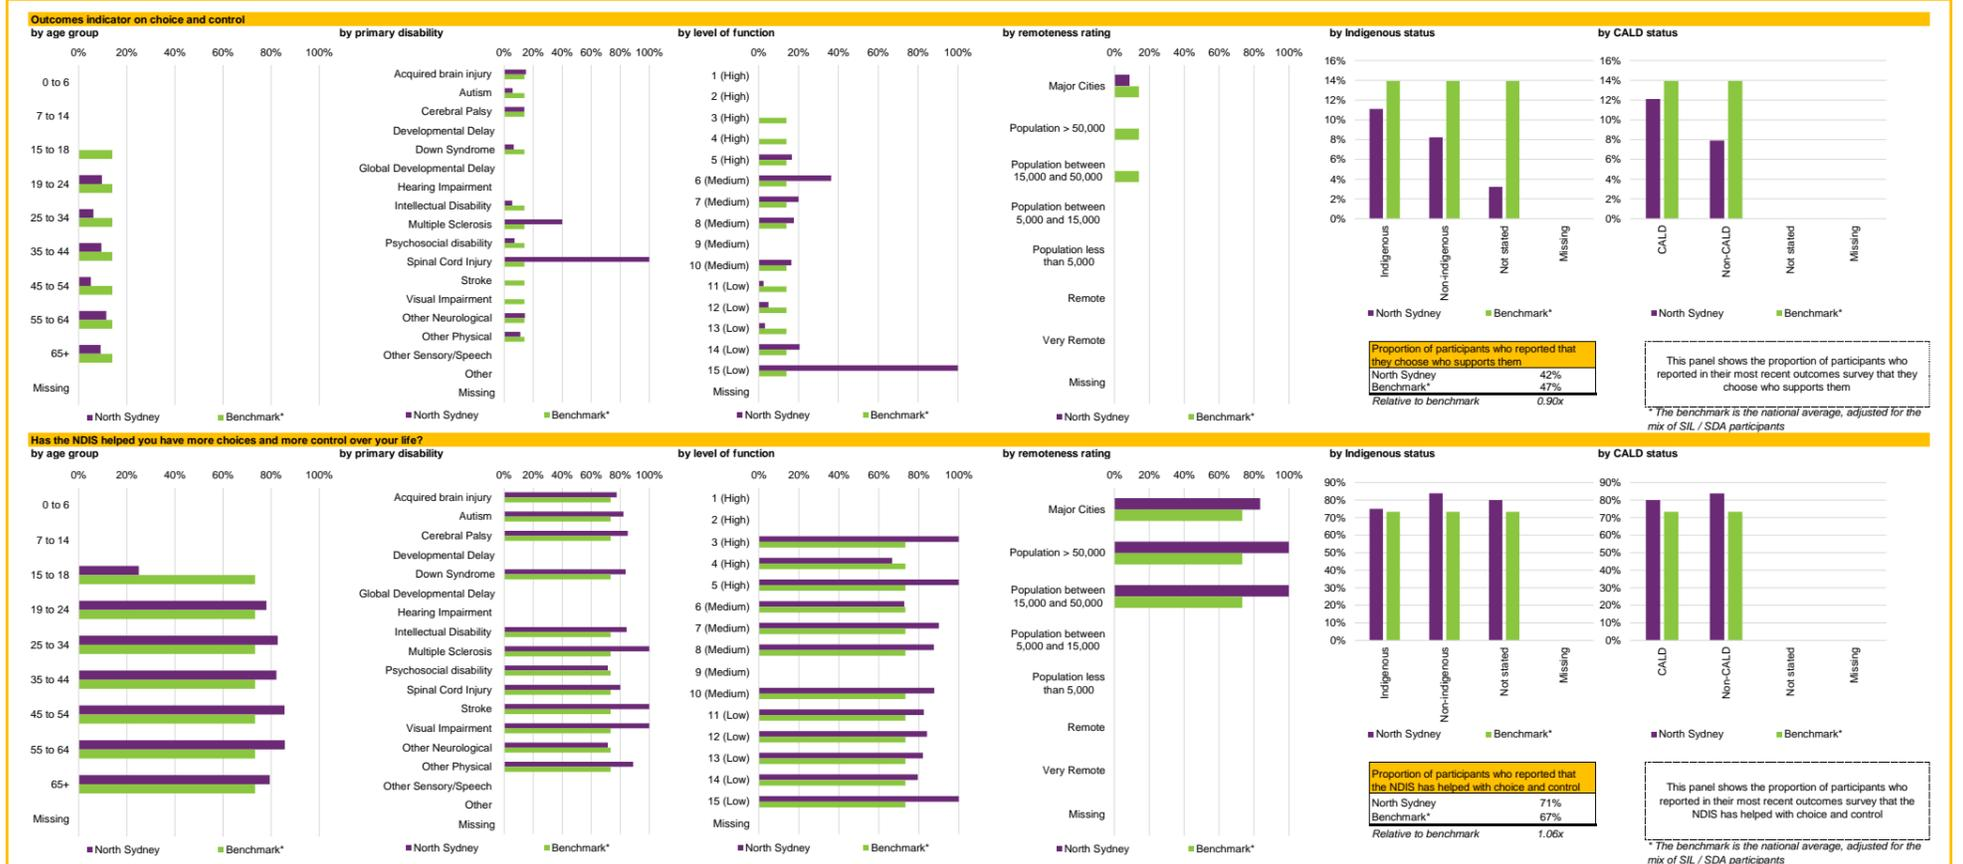 Outcomes indicator on choice and control
by age group
0% 20% 40% 60% 80% 100%
0 to 6
7 to 14
15 to 18
19 to 24
25 to 34
35 to 44
45 to 54
55 to 64
65+
Missing
North Sydney Benchmark*
by primary disability
0% 20% 40% 60% 80% 100%
Acquired brain injury
Autism
Cerebral Palsy
Developmental Delay
Down Syndrome
Global Developmental Delay
Hearing Impairment
Intellectual Disability
Multiple Sclerosis
Psychosocial disability
Spinal Cord Injury
Stroke
Visual Impairment
Other Neurological
Other Physical
Other Sensory/Speech
Other
Missing
North Sydney Benchmark*
by level of function
0% 20% 40% 60% 80% 100%
1 (High)
2 (High)
3 (High)
4 (High)
5 (High)
6 (Medium)
7 (Medium)
8 (Medium)
9 (Medium)
10 (Medium)
11 (Low)
12 (Low)
13 (Low)
14 (Low)
15 (Low)
Missing
North Sydney Benchmark*
by remoteness rating
0% 20% 40% 60% 80% 100%
Major Cities
Population > 50,000
Population between
15,000 and 50,000
Population between
5,000 and 15,000
Population less
than 5,000
Remote
Very Remote
Missing
North Sydney Benchmark*
by Indigenous status
16%
14%
12%
10%
8%
6%
4%
2%
0%
Indigenous
Non-indigenous
Not stated
Missing
North Sydney Benchmark*
by CALD status
16%
14%
12%
10%
8%
6%
4%
2%
0%
CALD
Non-CALD
Not stated
Missing
North Sydney Benchmark*
Proportion of participants who reported that
they choose who supports them
North Sydney 42%
Benchmark* 47%
Relative to benchmark 0.90x
This panel shows the proportion of participants who
reported in their most recent outcomes survey that they
choose who supports them
* The benchmark is the national average, adjusted for the
mix of SIL / SDA participants
Has the NDIS helped you have more choices and more control over your life?
by age group
0% 20% 40% 60% 80% 100%
0 to 6
7 to 14
15 to 18
19 to 24
25 to 34
35 to 44
45 to 54
55 to 64
65+
Missing
North Sydney Benchmark*
by primary disability
0% 20% 40% 60% 80% 100%
Acquired brain injury
Autism
Cerebral Palsy
Developmental Delay
Down Syndrome
Global Developmental Delay
Hearing Impairment
Intellectual Disability
Multiple Sclerosis
Psychosocial disability
Spinal Cord Injury
Stroke
Visual Impairment
Other Neurological
Other Physical
Other Sensory/Speech
Other
Missing
North Sydney Benchmark*
by level of function
0% 20% 40% 60% 80% 100%
1 (High)
2 (High)
3 (High)
4 (High)
5 (High)
6 (Medium)
7 (Medium)
8 (Medium)
9 (Medium)
10 (Medium)
11 (Low)
12 (Low)
13 (Low)
14 (Low)
15 (Low)
Missing
North Sydney Benchmark*
by remoteness rating
0% 20% 40% 60% 80% 100%
Major Cities
Population > 50,000
Population between
15,000 and 50,000
Population between
5,000 and 15,000
Population less
than 5,000
Remote
Very Remote
Missing
North Sydney Benchmark*
by Indigenous status
90%
80%
70%
60%
50%
40%
30%
20%
10%
0%
Indigenous
Non-indigenous
Not stated
Missing
North Sydney Benchmark*
by CALD status
90%
80%
70%
60%
50%
40%
30%
20%
10%
0%
CALD
Non-CALD
Not stated
Missing
North Sydney Benchmark*
Proportion of participants who reported that
the NDIS has helped with choice and control
North Sydney 71%
Benchmark* 67%
Relative to benchmark 1.06x
This panel shows the proportion of participants who
reported in their most recent outcomes survey that the
NDIS has helped with choice and control
* The benchmark is the national average, adjusted for the
mix of SIL / SDA participants